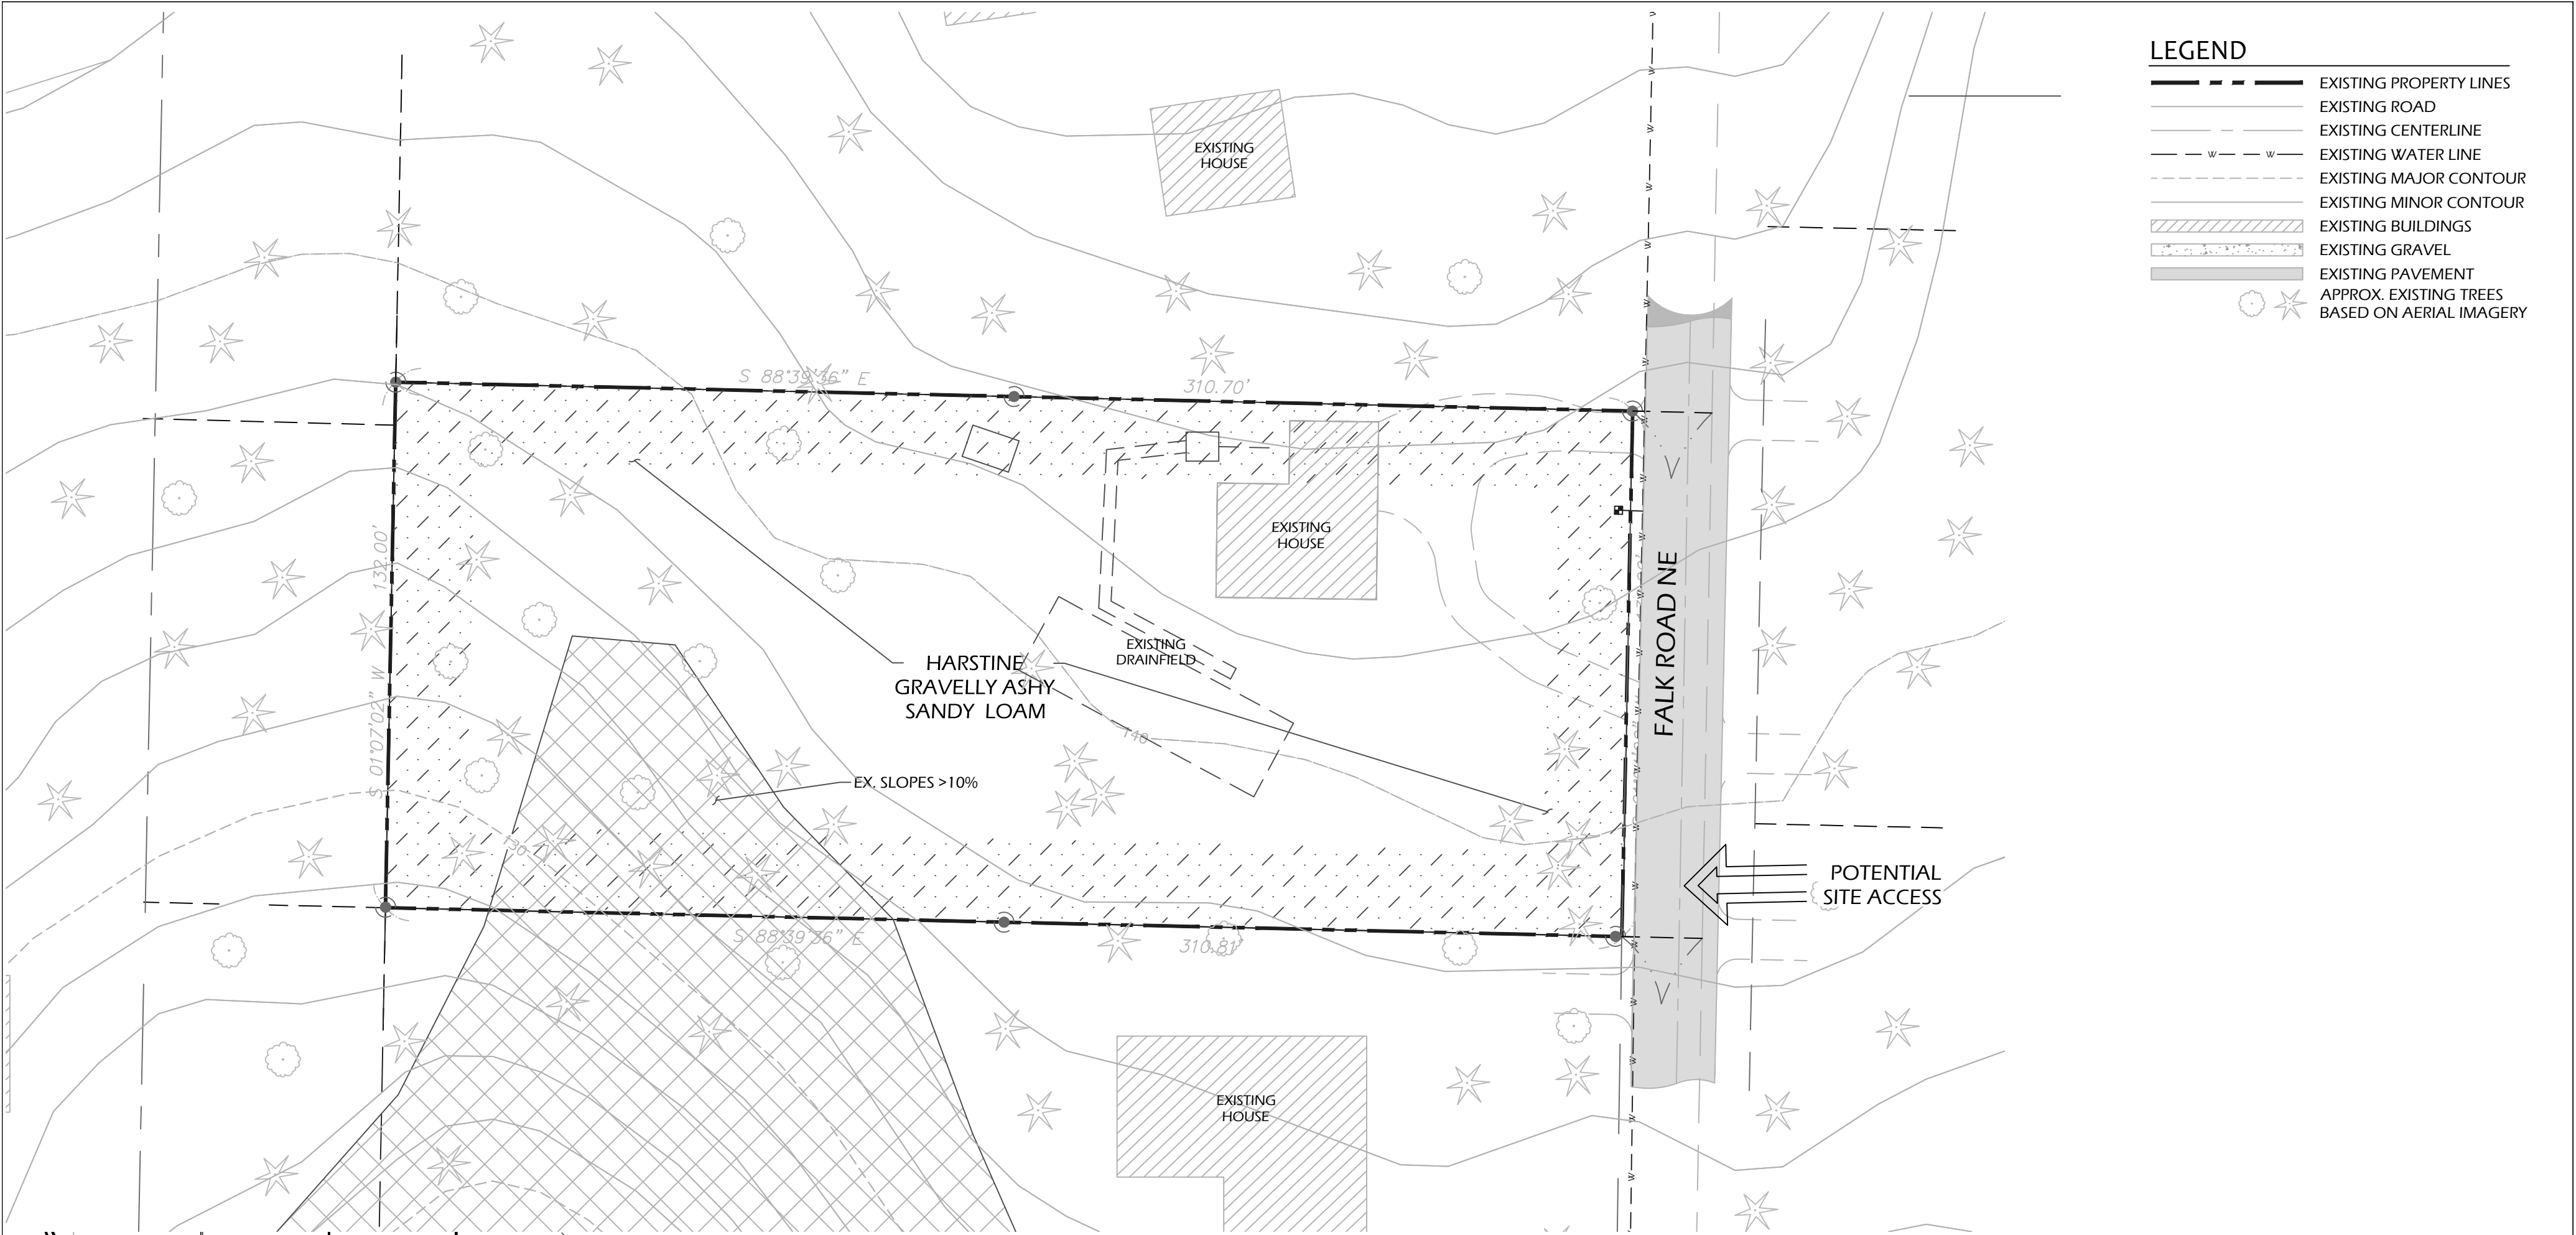 LEGEND
EXISTING PROPERTY LINES
EXISTING ROAD
EXISTING CENTERLINE
W W EXISTING WATER LINE
EXISTING MAJOR CONTOUR
EXISTING MINOR CONTOUR
EXISTING BUILDINGS
EXISTING GRAVEL
EXISTING PAVEMENT
APPROX. EXISTING TREES
BASED ON AERIAL IMAGERY
EXISTING
HOUSE
S 88°39'36" E
310.70'
132.00'
S 01°07'02" W
EXISTING
HOUSE
EXISTING
DRAINFIELD
HARSTINE
GRAVELLY ASHY
SANDY LOAM
140
EX. SLOPES >10%
130
FALK ROAD NE
POTENTIAL
SITE ACCESS
S 88°39'36" E
310.81'
EXISTING
HOUSE